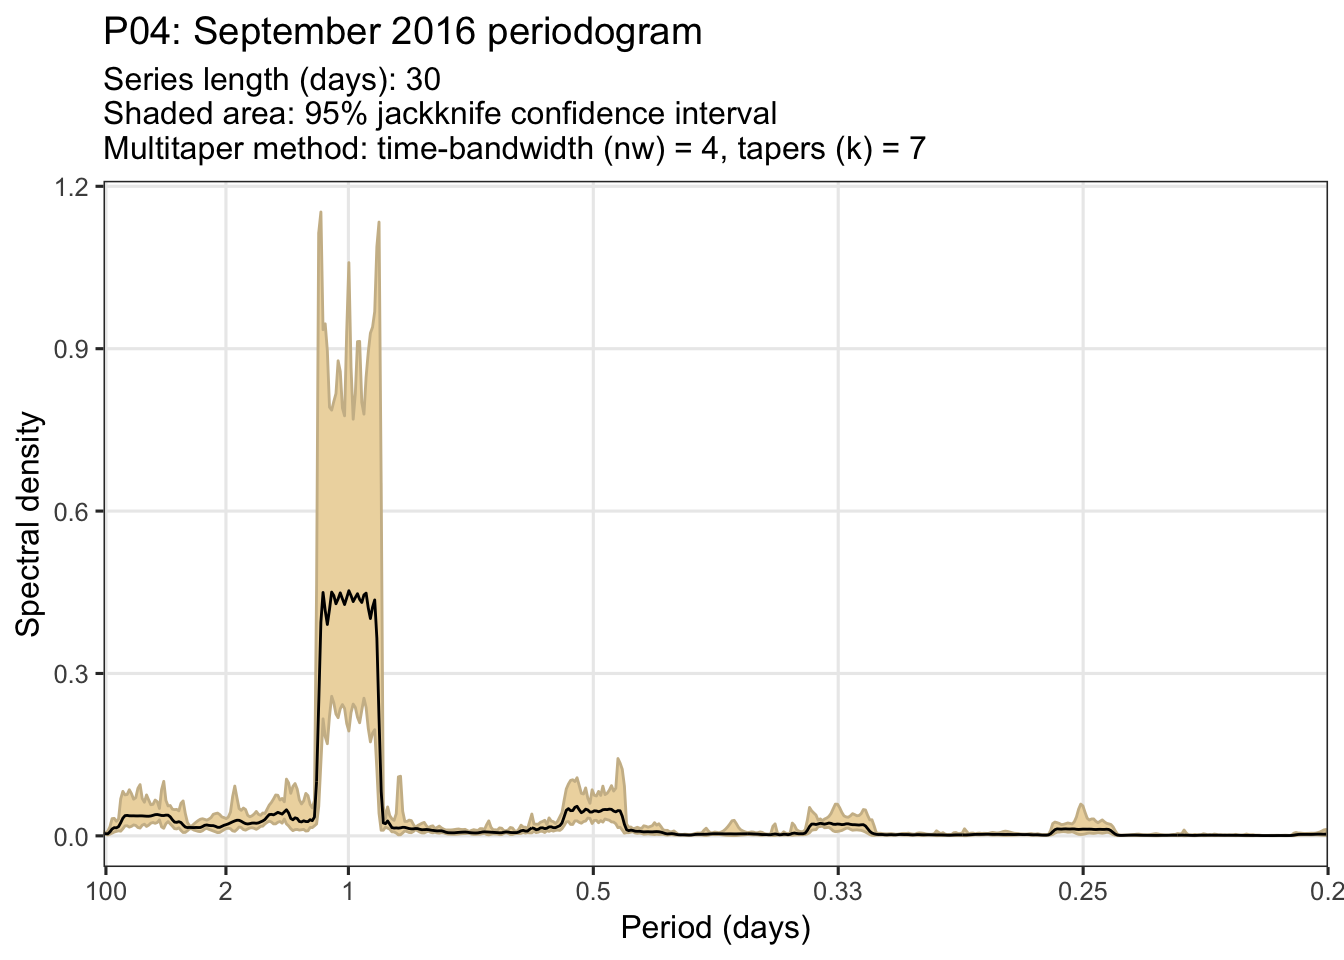 P04: September 2016 periodogram
Series length (days): 30
Shaded area: 95% jackknife confidence interval
Multitaper method: time-bandwidth (nw) = 4, tapers (k) = 7
1.2
0.9
0.6
0.3
0.0
Spectral density
100 2 1 0.5 0.33 0.25 0.2
Period (days)